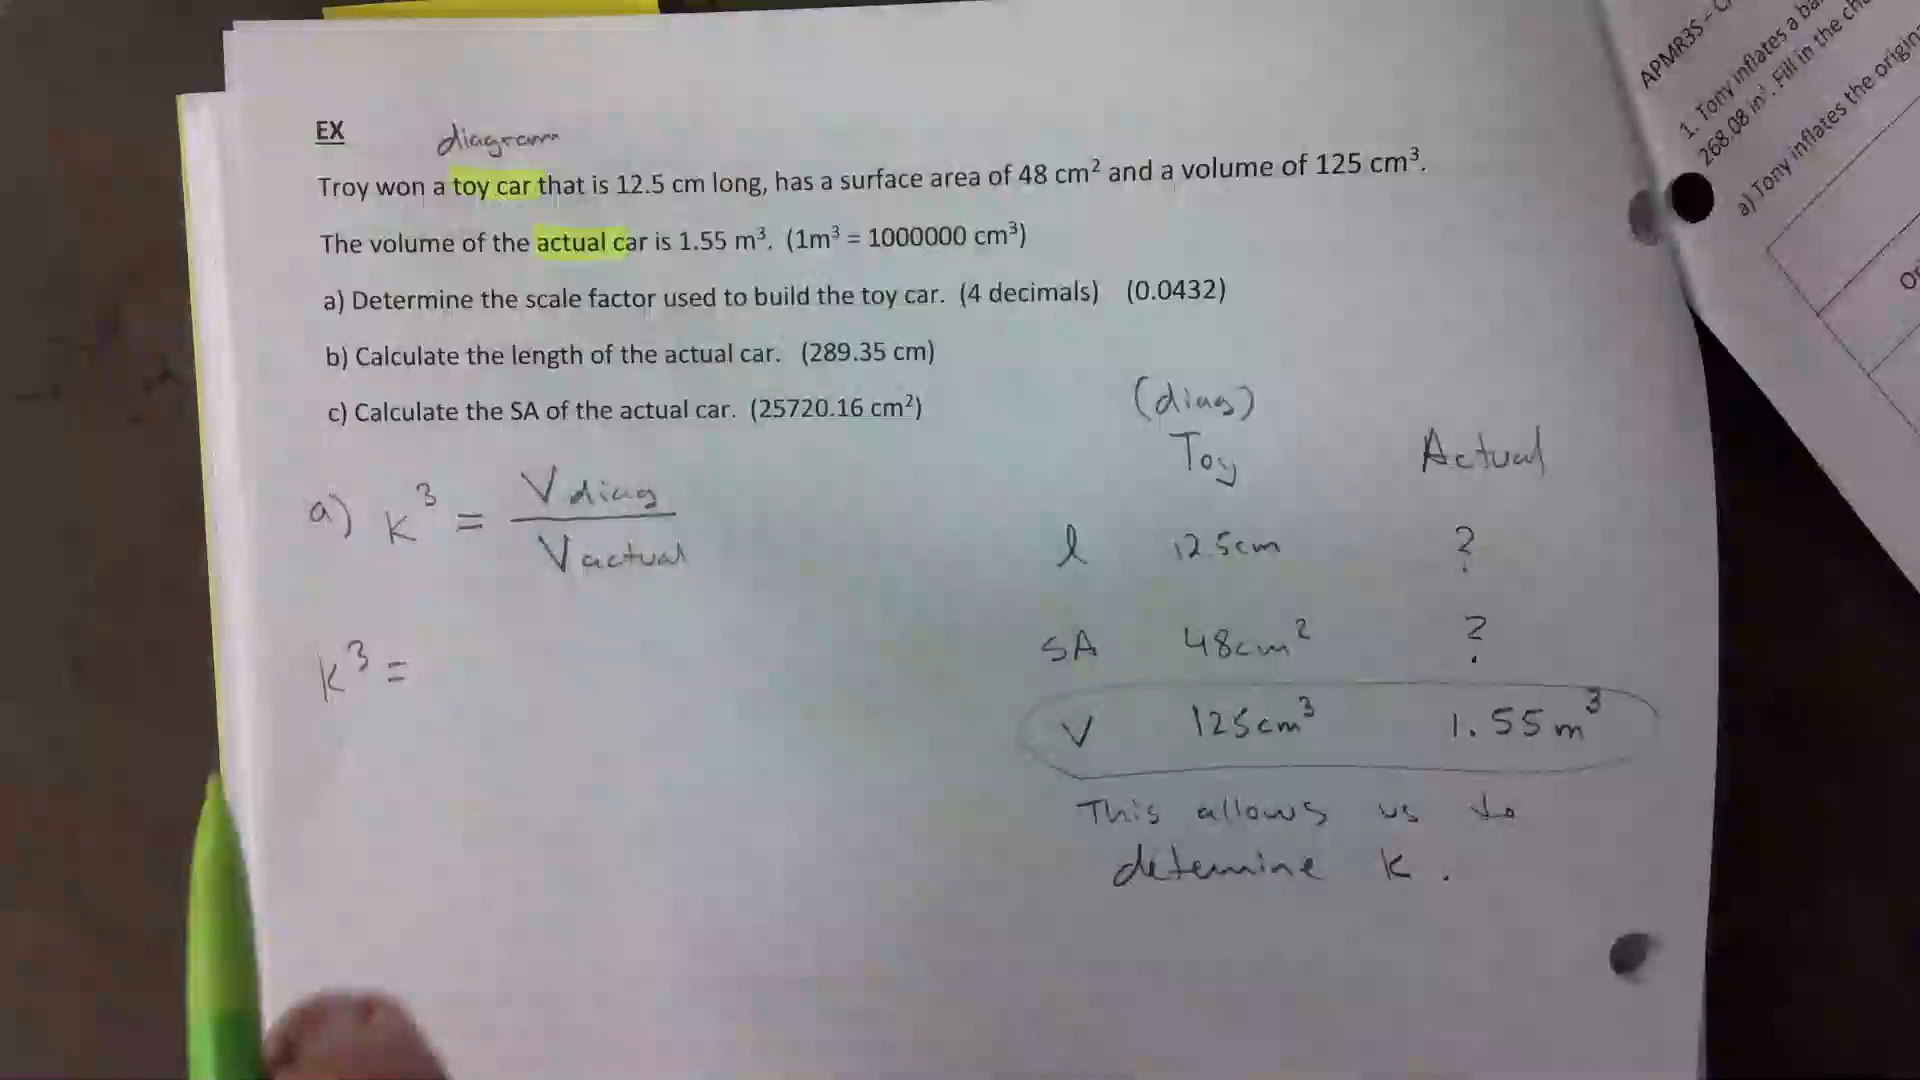 EX
diagram
Troy won a toy car that is 12.5 cm long, has a surface area of 48 cm² and a volume of 125 cm³.
The volume of the actual car is 1.55 m³. (1m³ = 1000000 cm³)
a) Determine the scale factor used to build the toy car. (4 decimals) (0.0432)
b) Calculate the length of the actual car. (289.35 cm)
c) Calculate the SA of the actual car. (25720.16 cm²)
a) k³ = V diag / V actual
k³ =
(diag)
Toy Actual
l 12.5cm ?
SA 48cm² ?
V 125cm³ 1.55m³
This allows us to
detemine k.
APMR3S –
1. Tony inflates a
268.08 in³. Fill in the
a) Tony inflates the